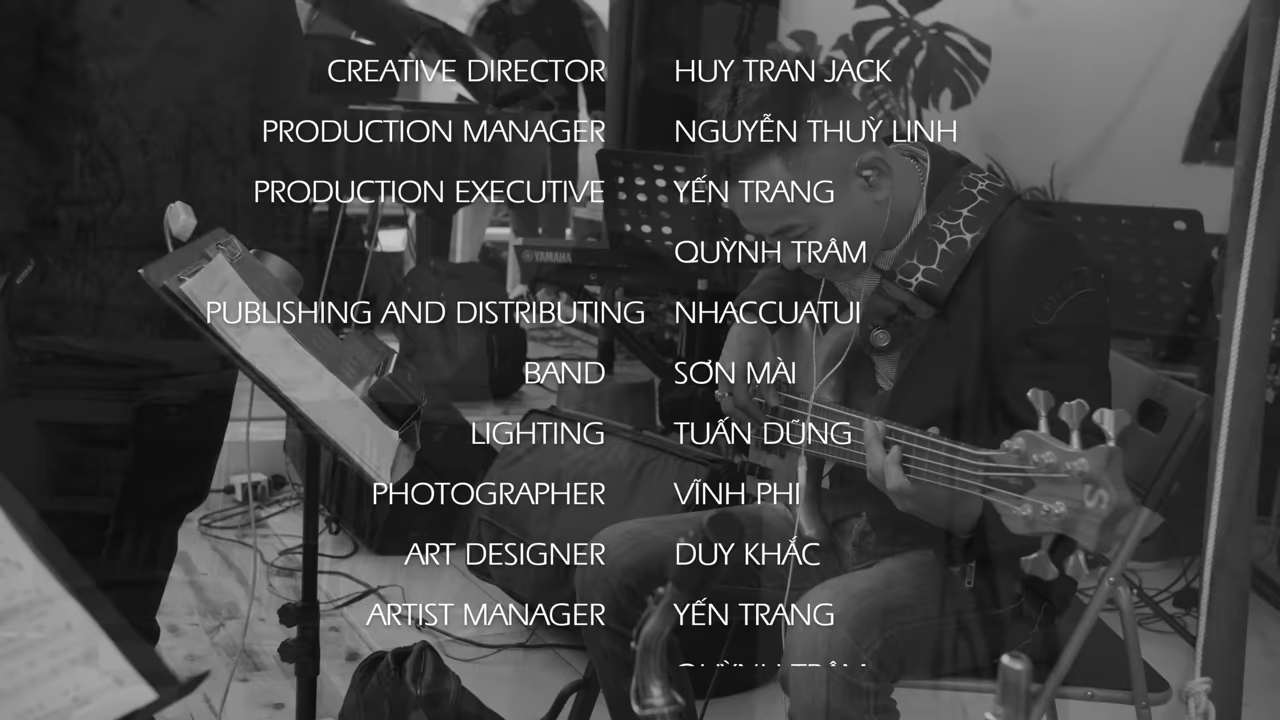 CREATIVE DIRECTOR HUY TRAN JACK
PRODUCTION MANAGER NGUYỄN THUỲ LINH
PRODUCTION EXECUTIVE YẾN TRANG
QUỲNH TRÂM
YAMAHA
PUBLISHING AND DISTRIBUTING NHACCUATUI
BAND SƠN MÀI
LIGHTING TUẤN DŨNG
PHOTOGRAPHER VĨNH PHI
ART DESIGNER DUY KHẮC
ARTIST MANAGER YẾN TRANG